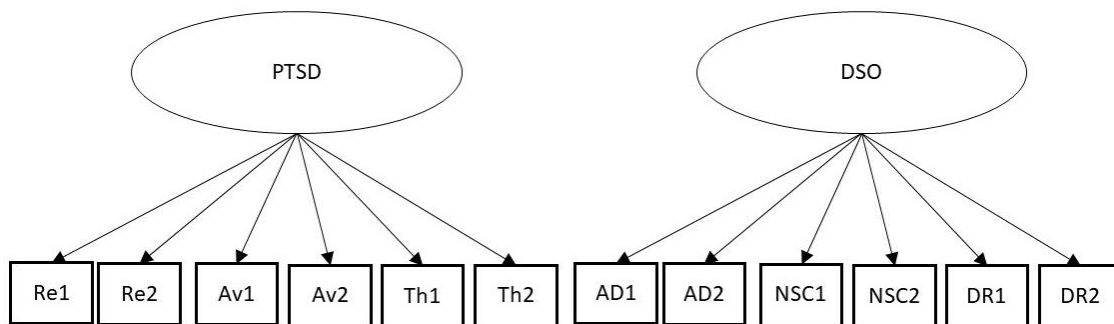 PTSD DSO
Re1 Re2 Av1 Av2 Th1 Th2 AD1 AD2 NSC1 NSC2 DR1 DR2